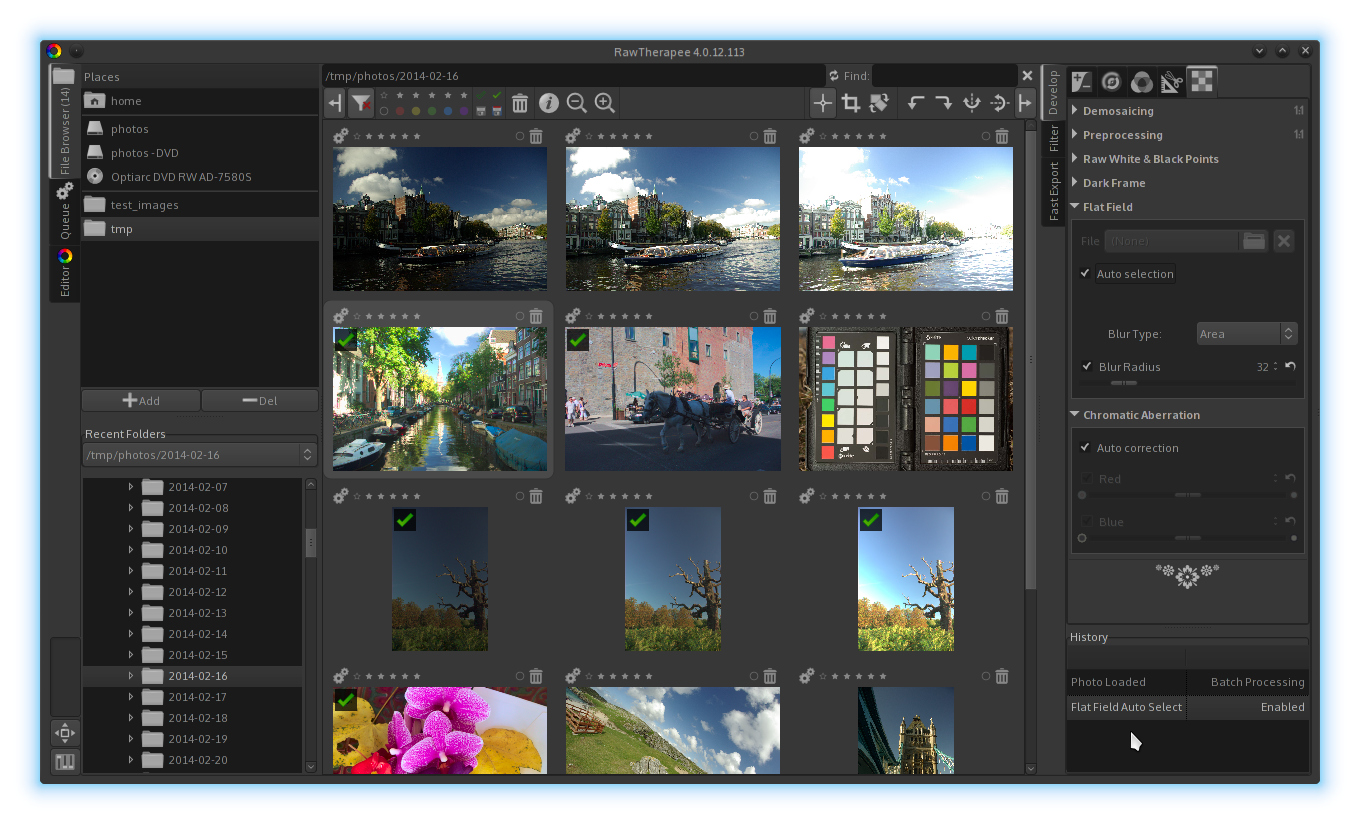 RawTherapee 4.0.12.113
File Browser (14)
Queue
Editor
Places
home
photos
photos -DVD
Optiarc DVD RW AD-7580S
test_images
tmp
Add
Del
Recent Folders
/tmp/photos/2014-02-16
2014-02-07
2014-02-08
2014-02-09
2014-02-10
2014-02-11
2014-02-12
2014-02-13
2014-02-14
2014-02-15
2014-02-16
2014-02-17
2014-02-18
2014-02-19
2014-02-20
/tmp/photos/2014-02-16
Find:
Develop
Filter
Fast Export
Demosaicing 1:1
Preprocessing 1:1
Raw White & Black Points
Dark Frame
Flat Field
File (None)
Auto selection
Blur Type: Area
Blur Radius 32
Chromatic Aberration
Auto correction
Red
Blue
History
Photo Loaded Batch Processing
Flat Field Auto Select Enabled